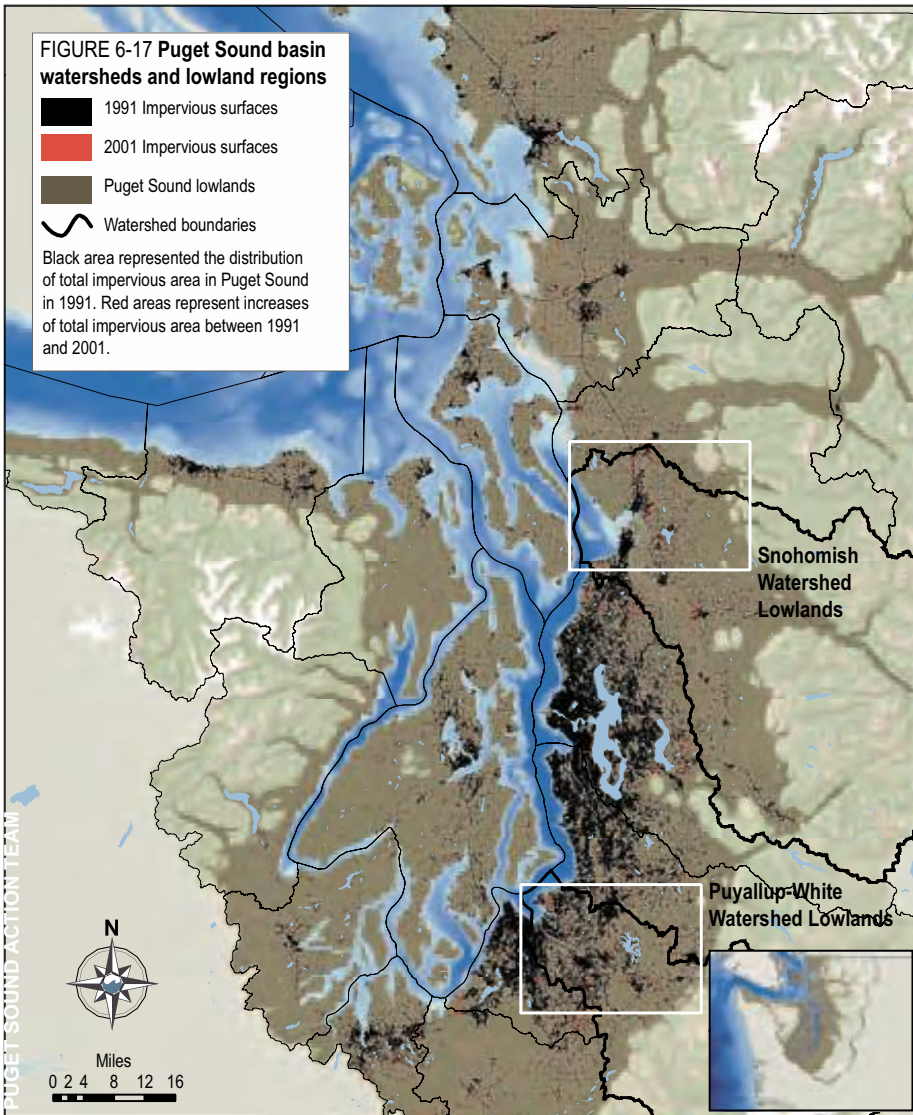 FIGURE 6-17 Puget Sound basin
watersheds and lowland regions
1991 Impervious surfaces
2001 Impervious surfaces
Puget Sound lowlands
Watershed boundaries
Black area represented the distribution
of total impervious area in Puget Sound
in 1991. Red areas represent increases
of total impervious area between 1991
and 2001.
Snohomish
Watershed
Lowlands
Puyallup-White
Watershed Lowlands
PUGET SOUND ACTION TEAM
N
Miles
0 2 4 8 12 16